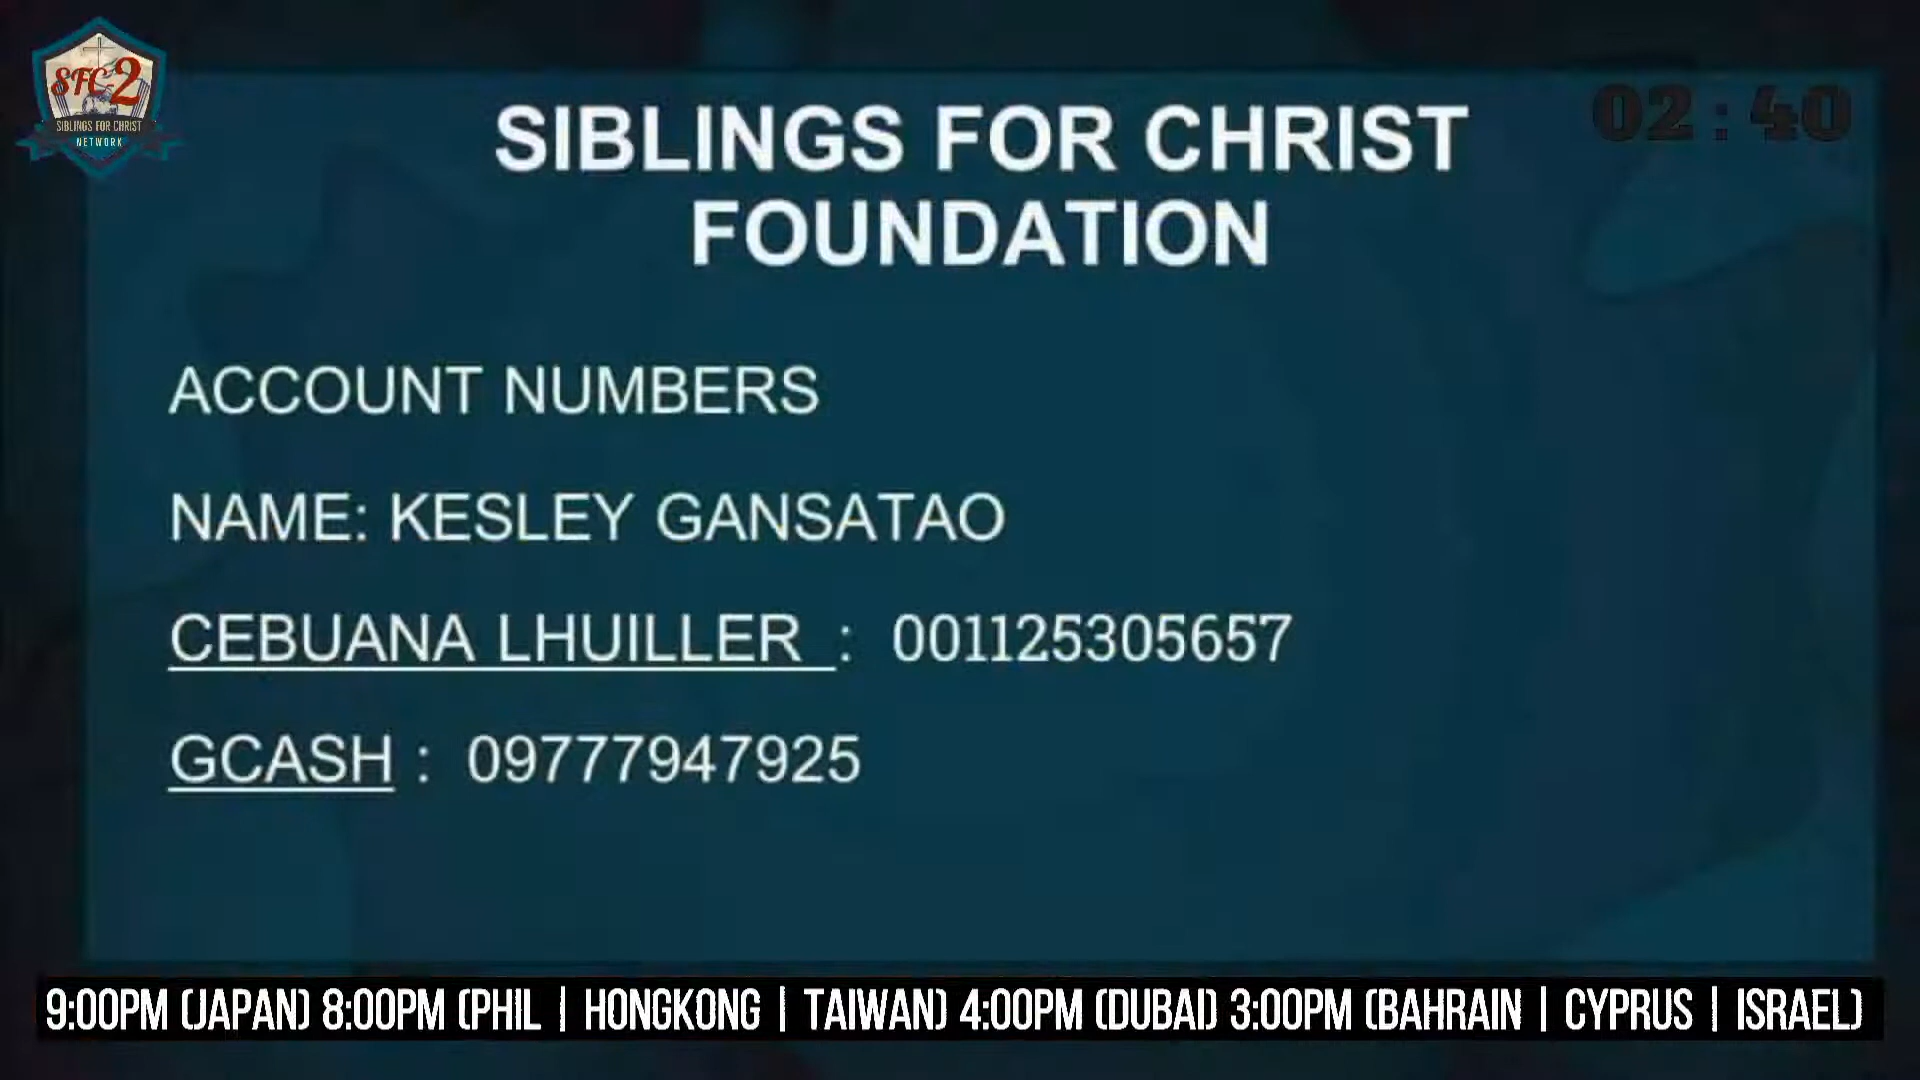 SFC2
SIBLINGS FOR CHRIST
NETWORK
02:40
SIBLINGS FOR CHRIST
FOUNDATION
ACCOUNT NUMBERS
NAME: KESLEY GANSATAO
CEBUANA LHUILLER : 001125305657
GCASH : 09777947925
9:00PM (JAPAN) 8:00PM (PHIL | HONGKONG | TAIWAN) 4:00PM (DUBAI) 3:00PM (BAHRAIN | CYPRUS | ISRAEL)